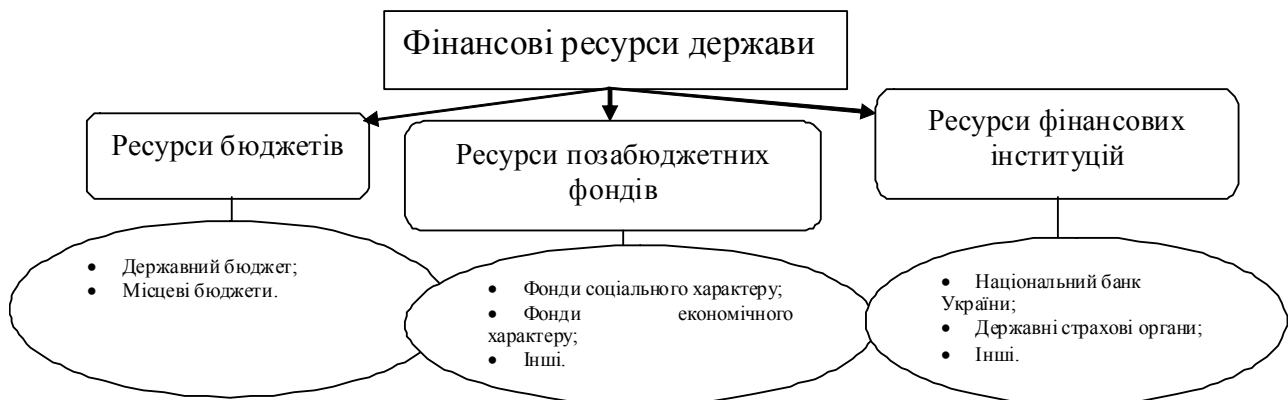 Фінансові ресурси держави
Ресурси бюджетів
Ресурси позабюджетних
фондів
Ресурси фінансових
інституцій
• Державний бюджет;
• Місцеві бюджети.
• Фонди соціального характеру;
• Фонди економічного
характеру;
• Інші.
• Національний банк
України;
• Державні страхові органи;
• Інші.